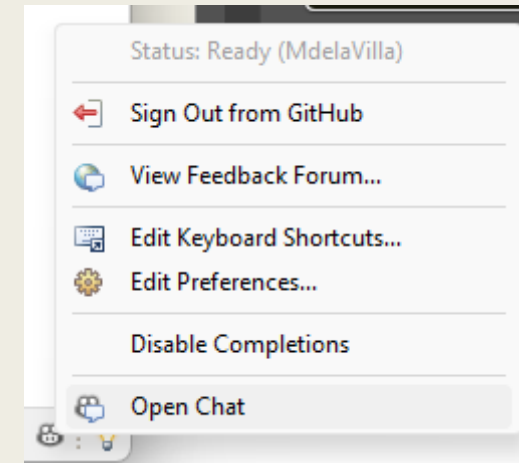 Status: Ready (MdelaVilla)
Sign Out from GitHub
View Feedback Forum...
Edit Keyboard Shortcuts...
Edit Preferences...
Disable Completions
Open Chat